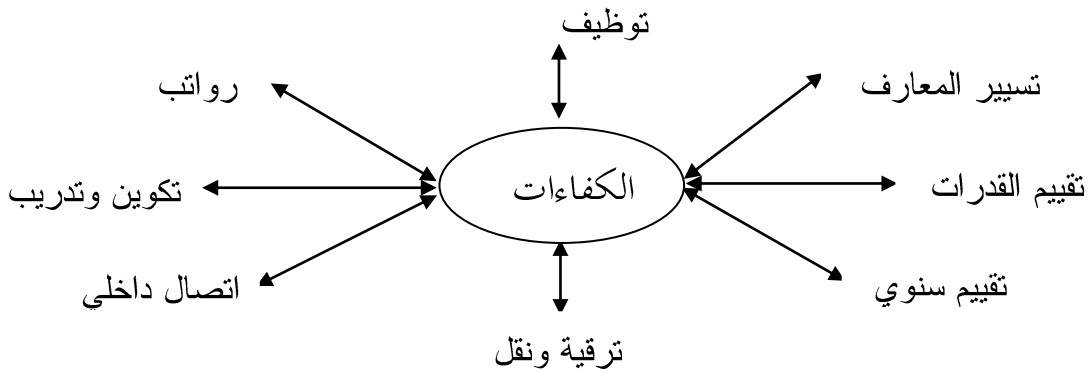 توظيف
تسيير المعارف
رواتب
الكفاءات
تقييم القدرات
تكوين وتدريب
تقييم سنوي
اتصال داخلي
ترقية ونقل